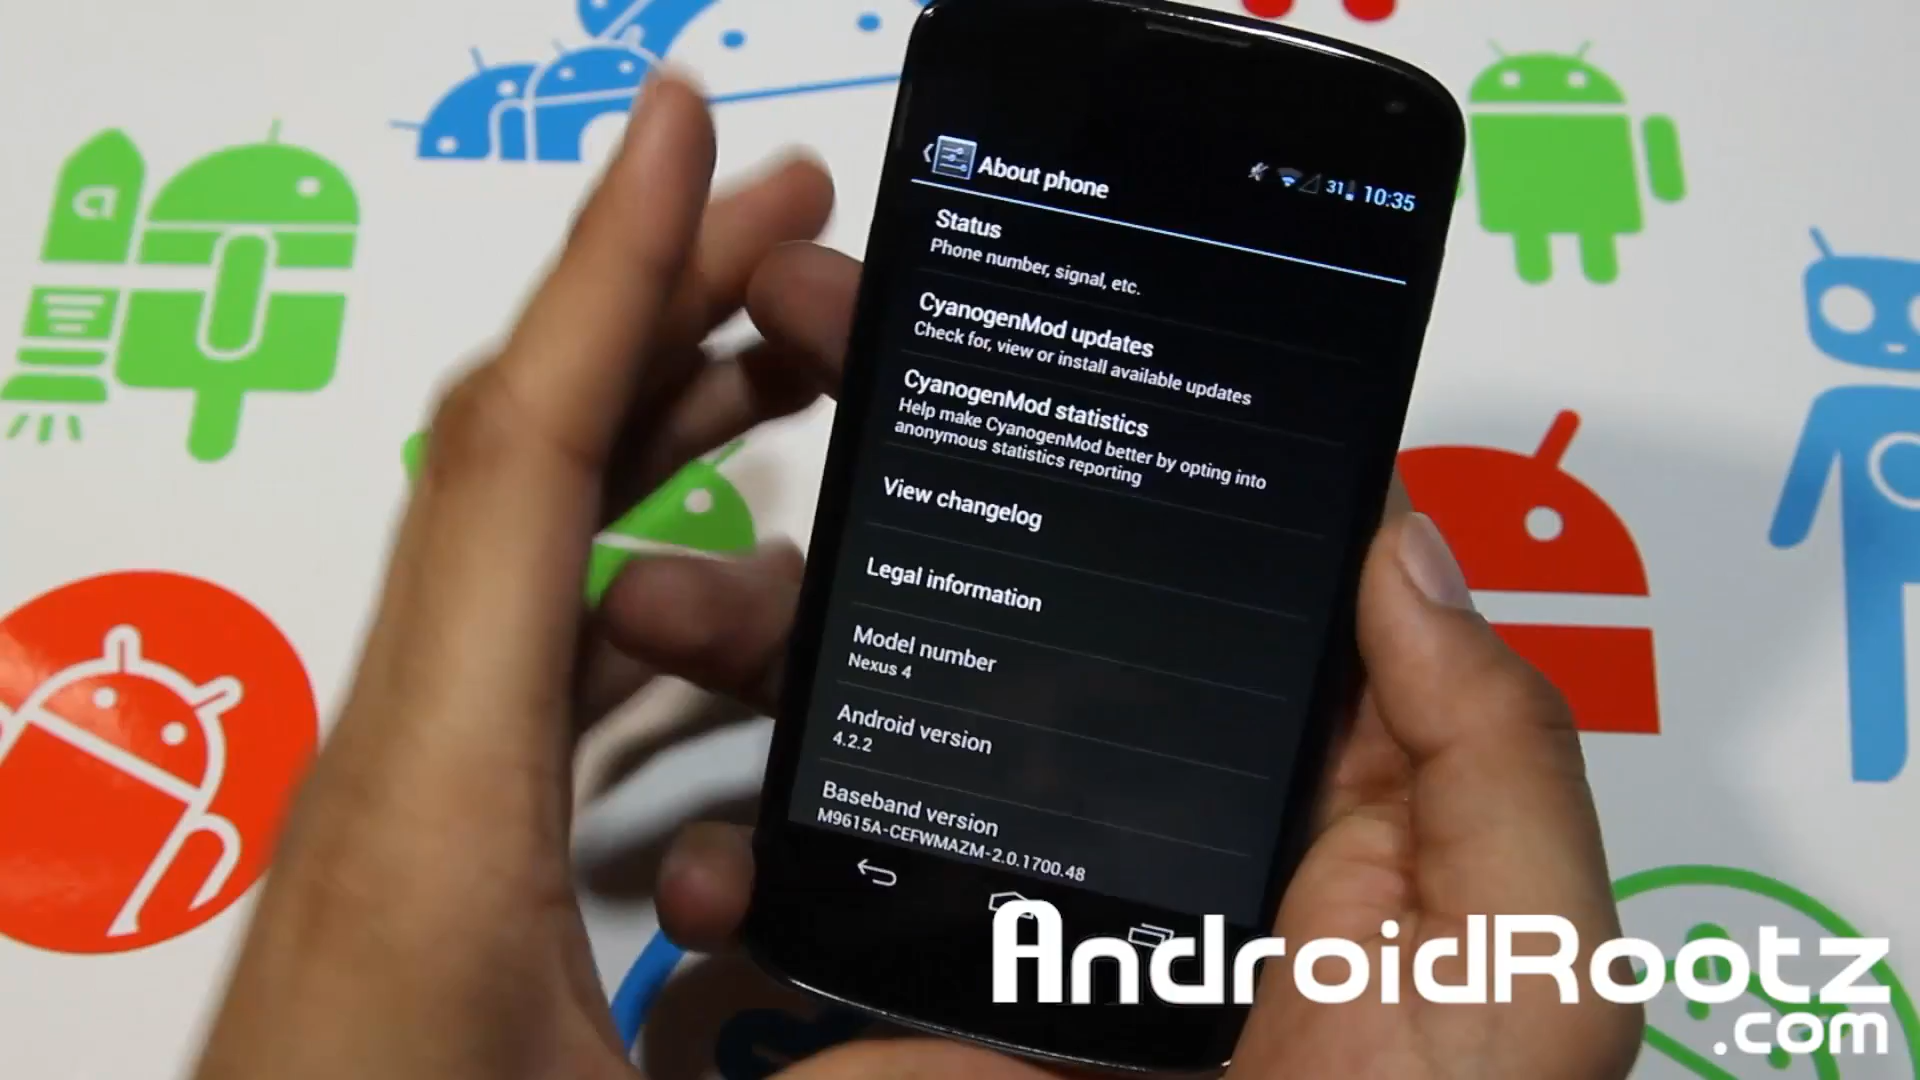 About phone
31 10:35
Status
Phone number, signal, etc.
CyanogenMod updates
Check for, view or install available updates
CyanogenMod statistics
Help make CyanogenMod better by opting into
anonymous statistics reporting
View changelog
Legal information
Model number
Nexus 4
Android version
4.2.2
Baseband version
M9615A-CEFWMAZM-2.0.1700.48
AndroidRootz
.com